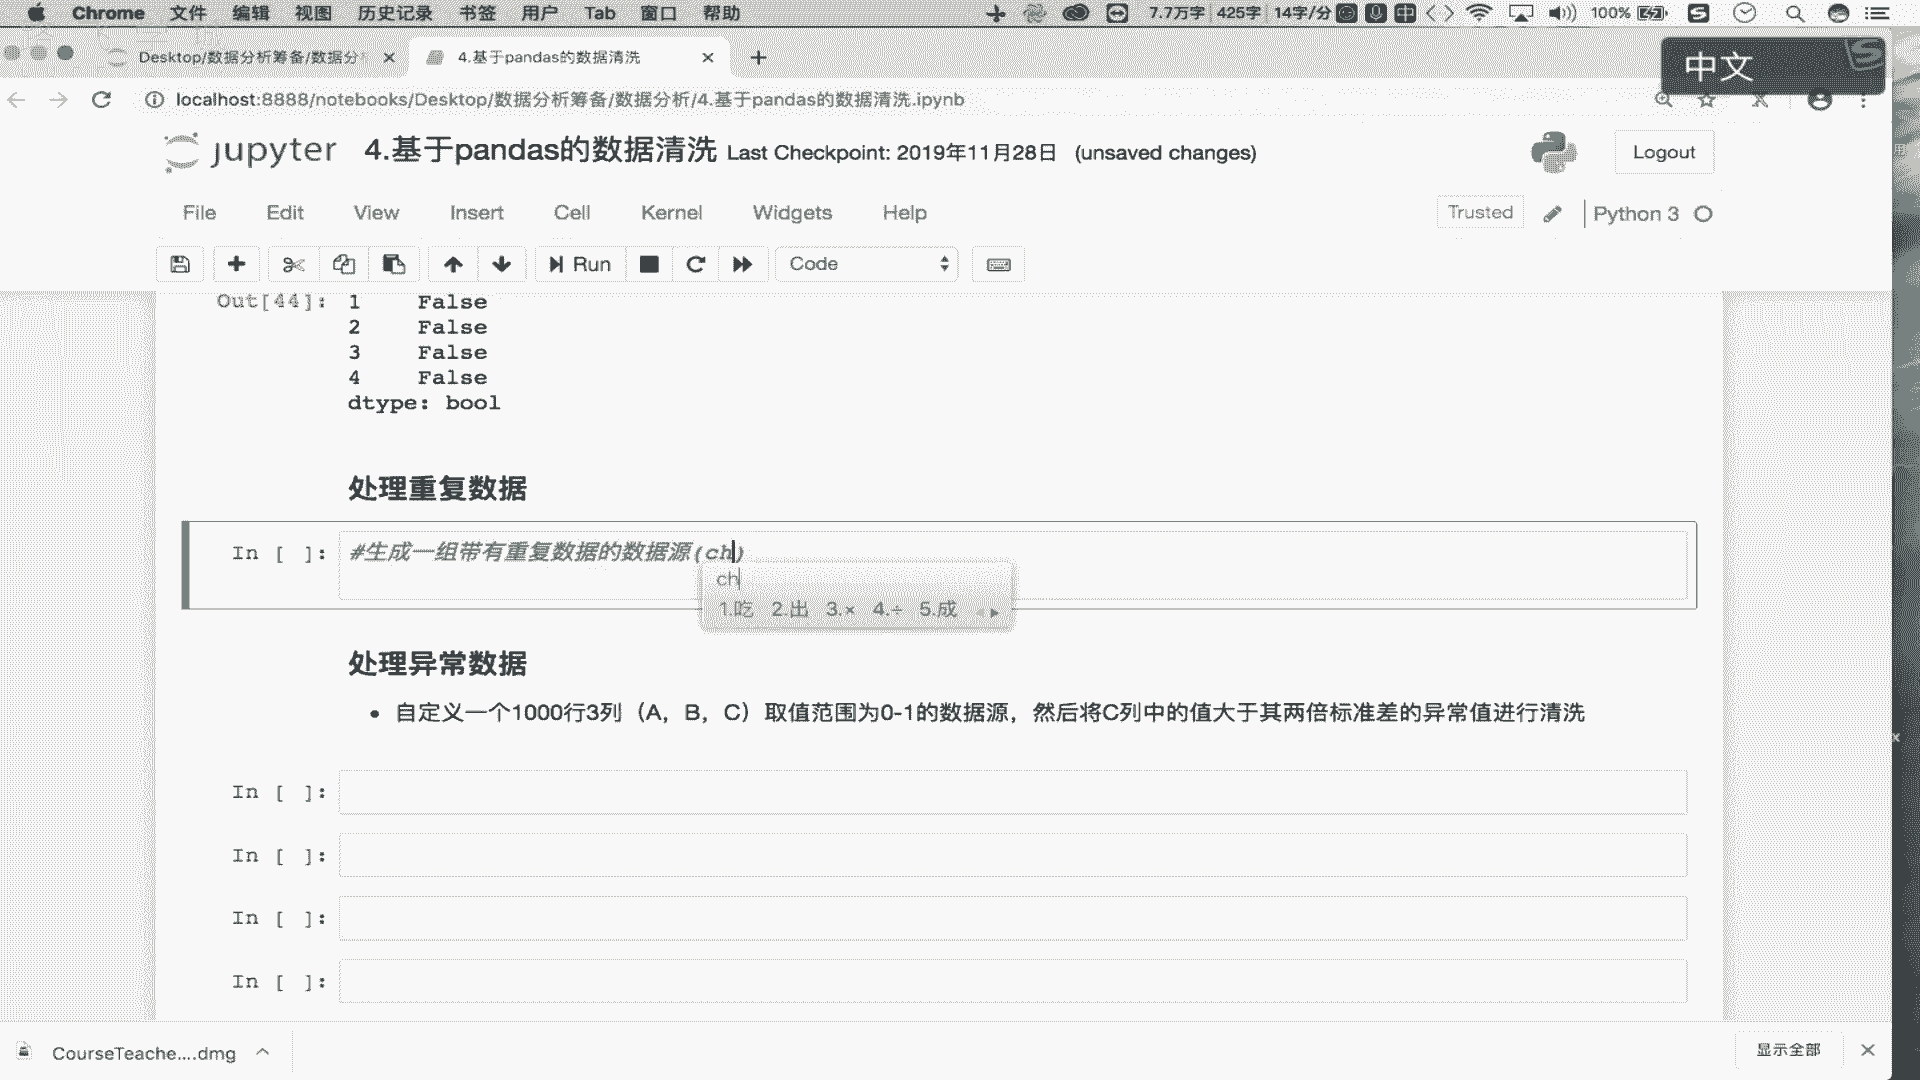 Chrome 文件 编辑 视图 历史记录 书签 用户 Tab 窗口 帮助 7.7万字 425字 14字/分 中 100%
Desktop/数据分析筹备/数据分 4.基于pandas的数据清洗
中文
localhost:8888/notebooks/Desktop/数据分析筹备/数据分析/4.基于pandas的数据清洗.ipynb
jupyter 4.基于pandas的数据清洗 Last Checkpoint: 2019年11月28日 (unsaved changes) Logout
File Edit View Insert Cell Kernel Widgets Help Trusted Python 3
Run Code
Out[44]: 1 False
2 False
3 False
4 False
dtype: bool
处理重复数据
In [ ]: #生成一组带有重复数据的数据源(ch)
ch
1.吃 2.出 3.× 4.÷ 5.成
处理异常数据
• 自定义一个1000行3列（A，B，C）取值范围为0-1的数据源，然后将C列中的值大于其两倍标准差的异常值进行清洗
In [ ]:
In [ ]:
In [ ]:
In [ ]:
CourseTeache....dmg 显示全部